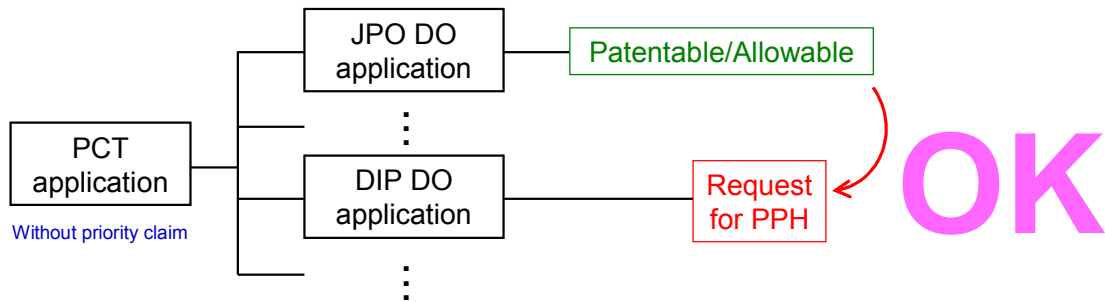 JPO DO
application
Patentable/Allowable
PCT
application
Without priority claim
DIP DO
application
Request
for PPH
OK